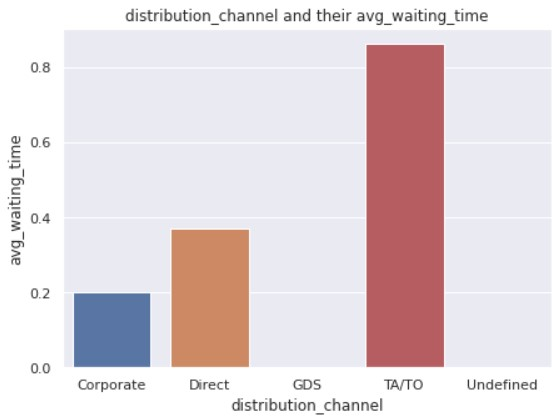 distribution_channel and their avg_waiting_time
avg_waiting_time
0.8
0.6
0.4
0.2
0.0
Corporate Direct GDS TA/TO Undefined
distribution_channel